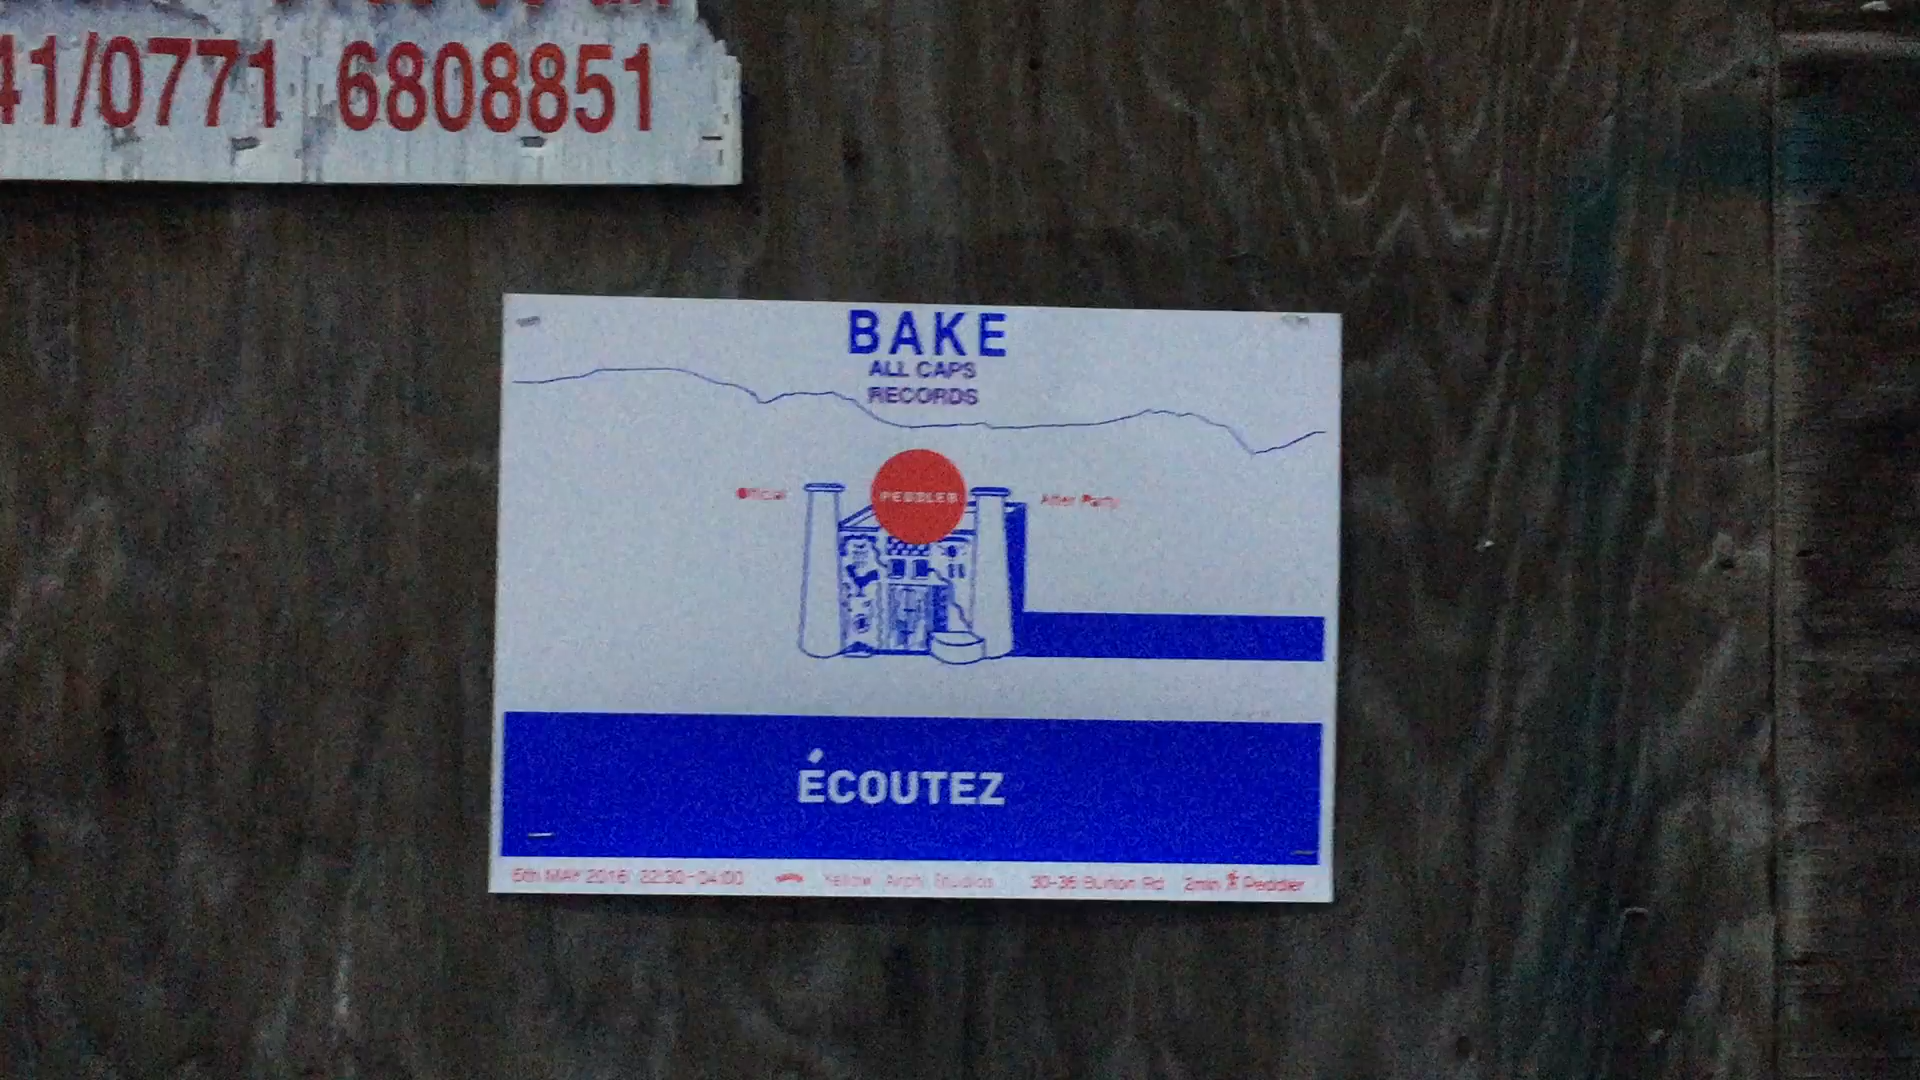 41/0771 6808851
BAKE
ALL CAPS
RECORDS
Official PEDDLER After Party
ÉCOUTEZ
6th MAY 2016 22:30-04:00 Yellow Arch Studios 30-36 Burton Rd 2min Peddler